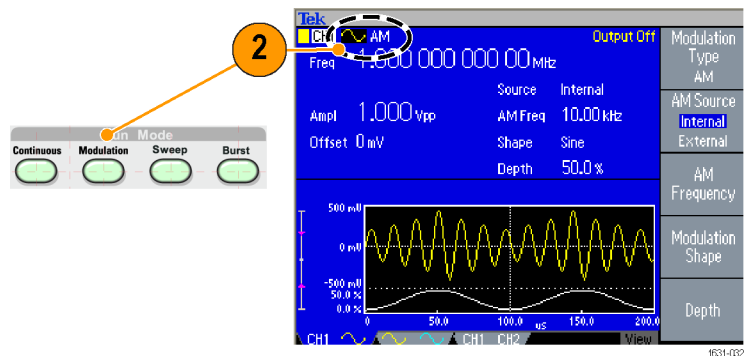 2
Run Mode
Continuous Modulation Sweep Burst
Tek
CH1 AM Output Off
Freq 1.000 000 000 00 MHz
Source Internal
Ampl 1.000 Vpp AM Freq 10.00 kHz
Offset 0 mV Shape Sine
Depth 50.0 %
500 mV
0 mV
-500 mV
50.0 %
0.0 %
0 50.0 100.0 us 150.0 200.0
CH1 CH1 CH2 View
Modulation
Type
AM
AM Source
Internal
External
AM
Frequency
Modulation
Shape
Depth
1631-032